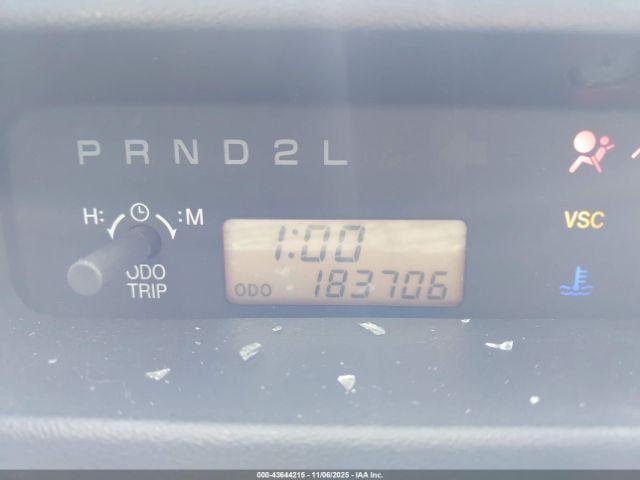 P R N D 2 L
H: :M
VSC
1:00
ODO
TRIP
ODO 183706
000-43644215 - 11/06/2025 - IAA Inc.